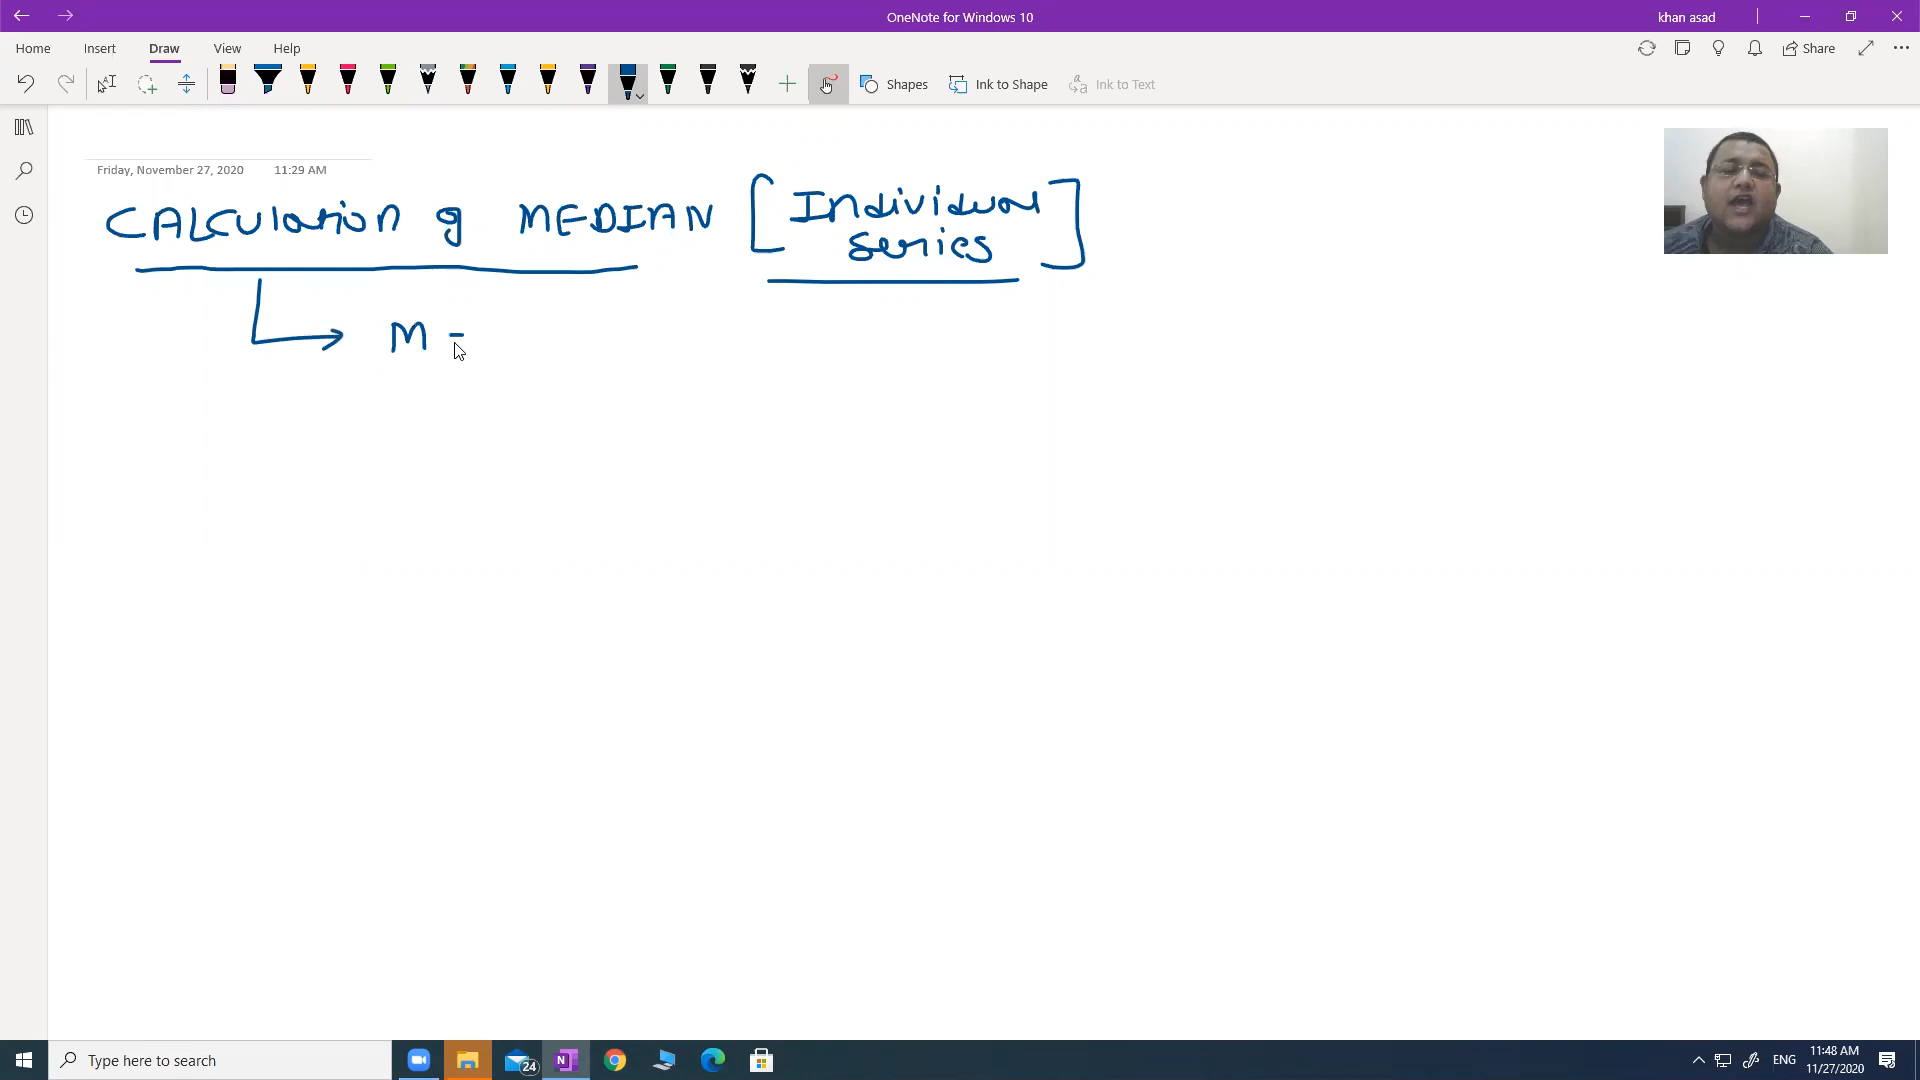 OneNote for Windows 10
khan asad
Home Insert Draw View Help
Share
Shapes Ink to Shape Ink to Text
Friday, November 27, 2020 11:29 AM
CALCulation of MEDIAN [Individual
series]
M =
Type here to search
24
ENG
11:48 AM
11/27/2020